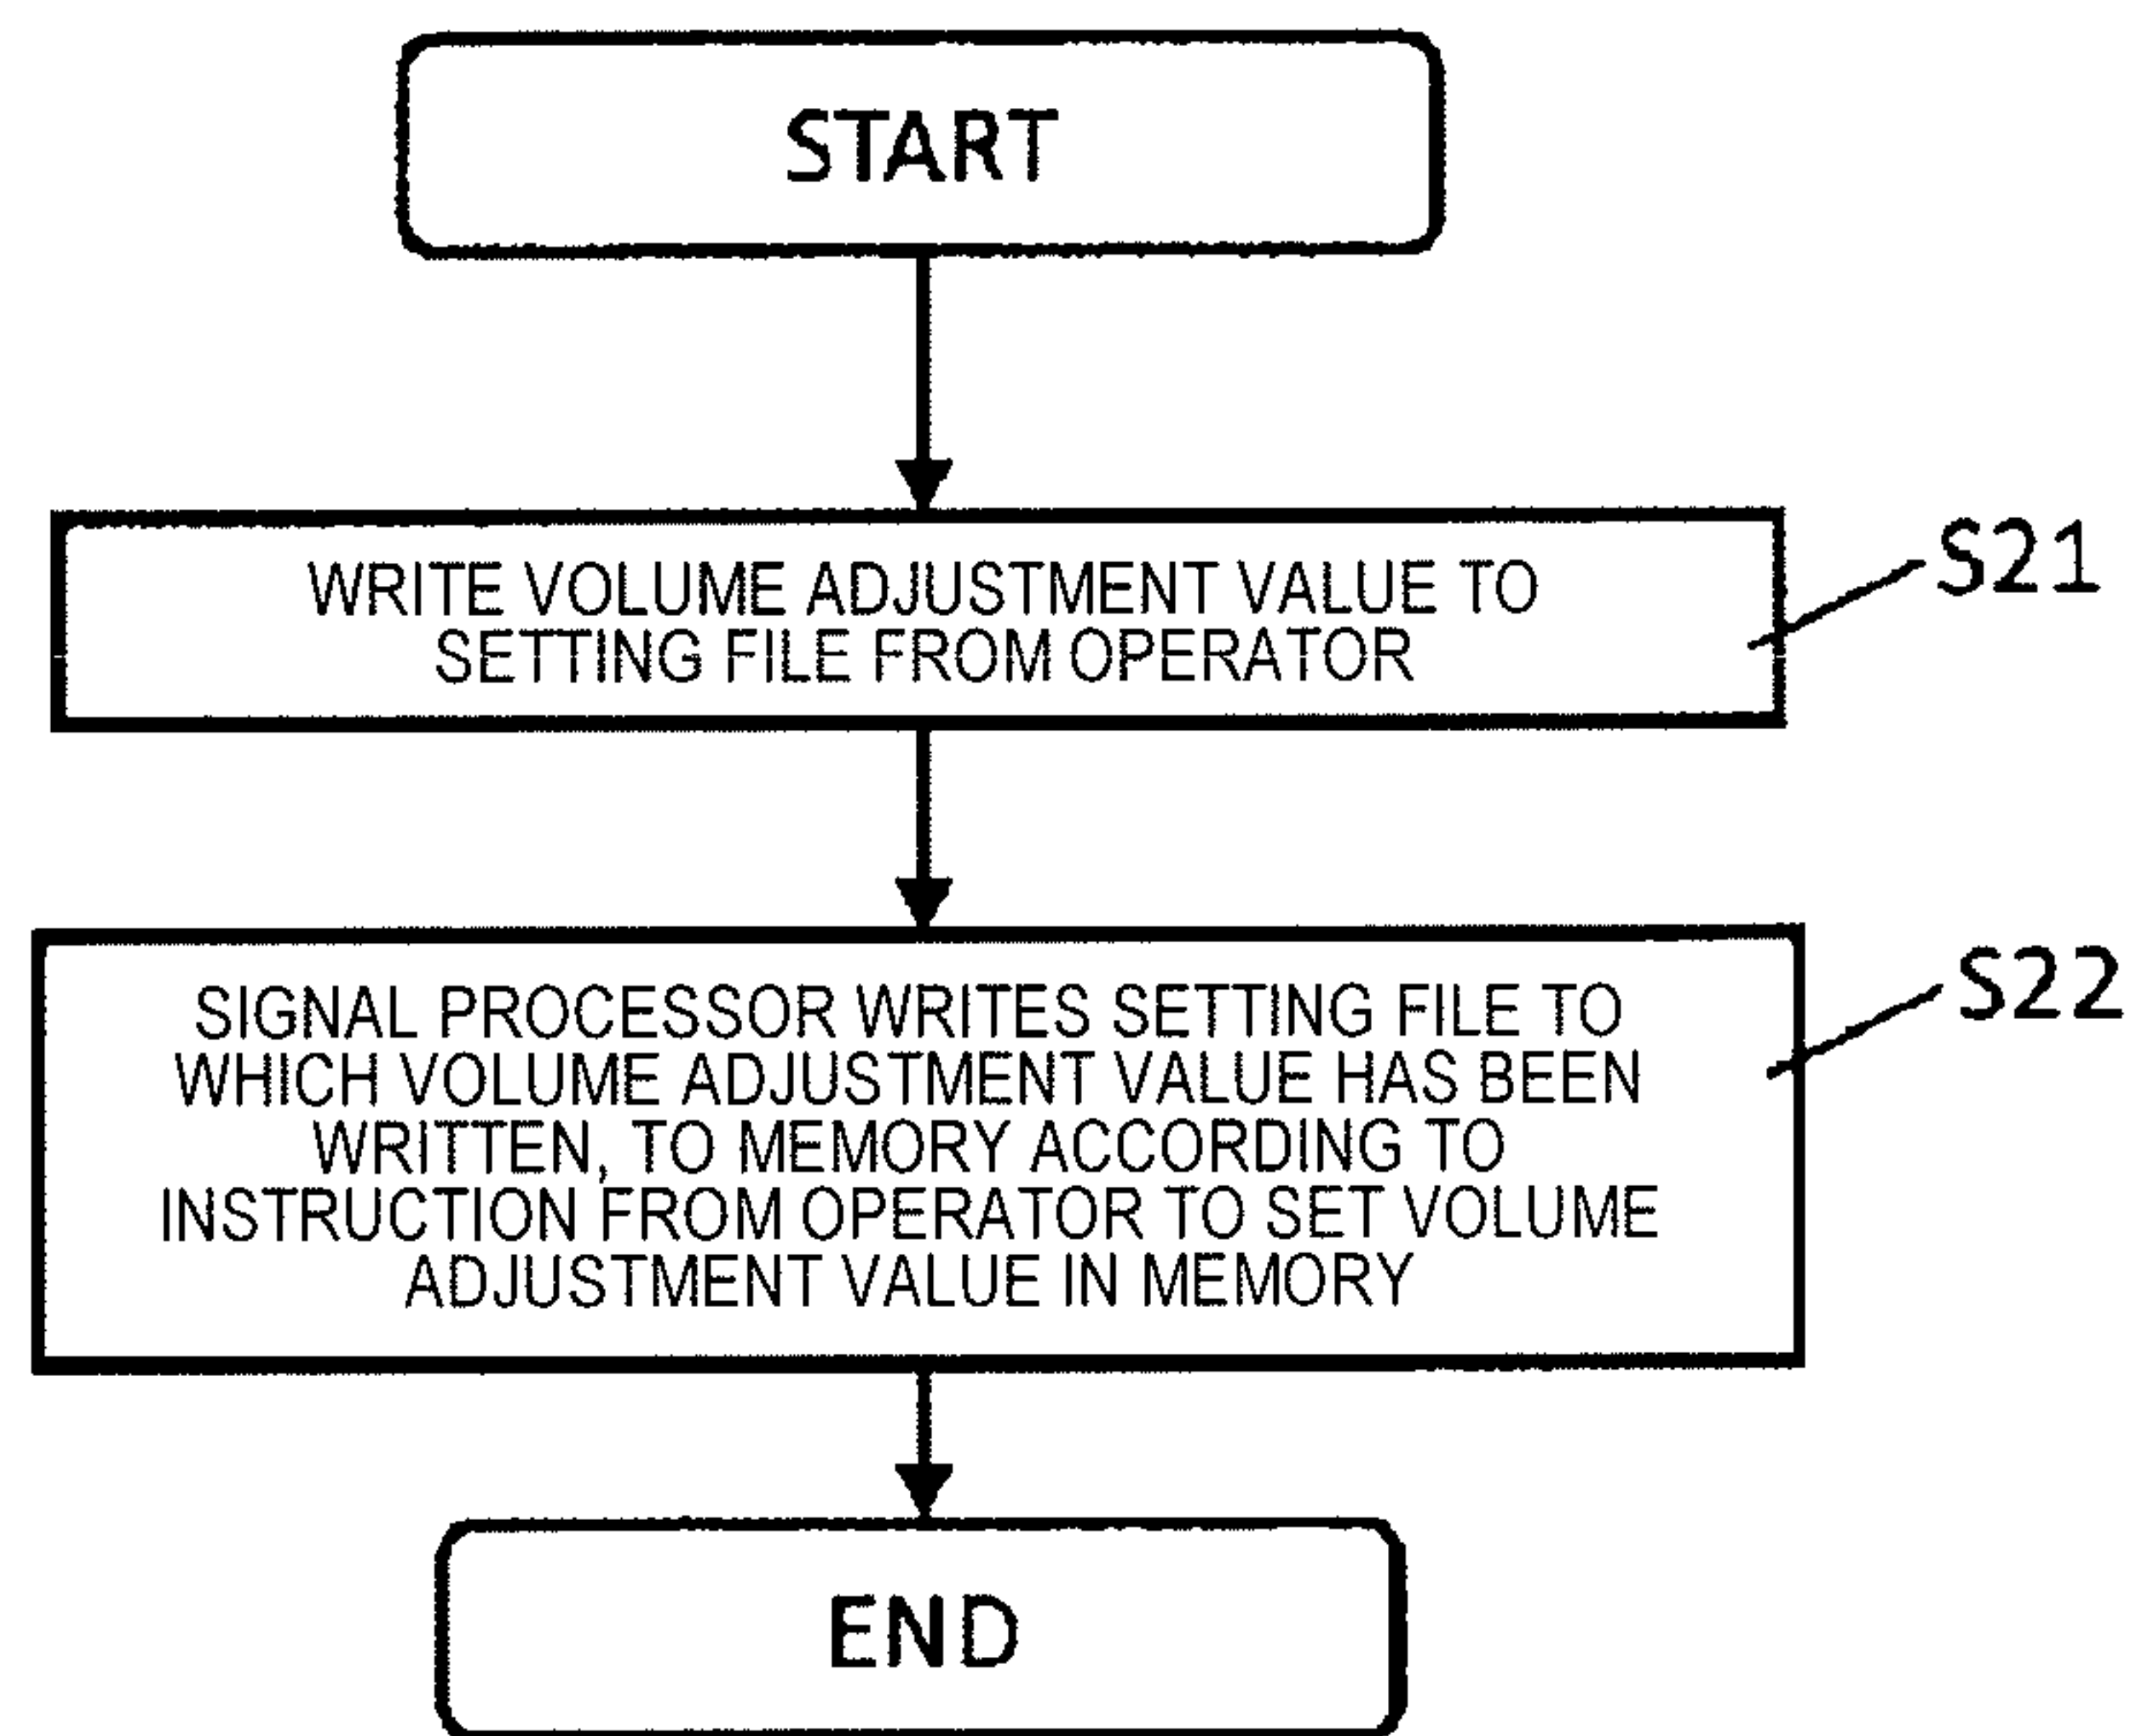 START
WRITE VOLUME ADJUSTMENT VALUE TO
SETTING FILE FROM OPERATOR
S21
SIGNAL PROCESSOR WRITES SETTING FILE TO
WHICH VOLUME ADJUSTMENT VALUE HAS BEEN
WRITTEN, TO MEMORY ACCORDING TO
INSTRUCTION FROM OPERATOR TO SET VOLUME
ADJUSTMENT VALUE IN MEMORY
S22
END